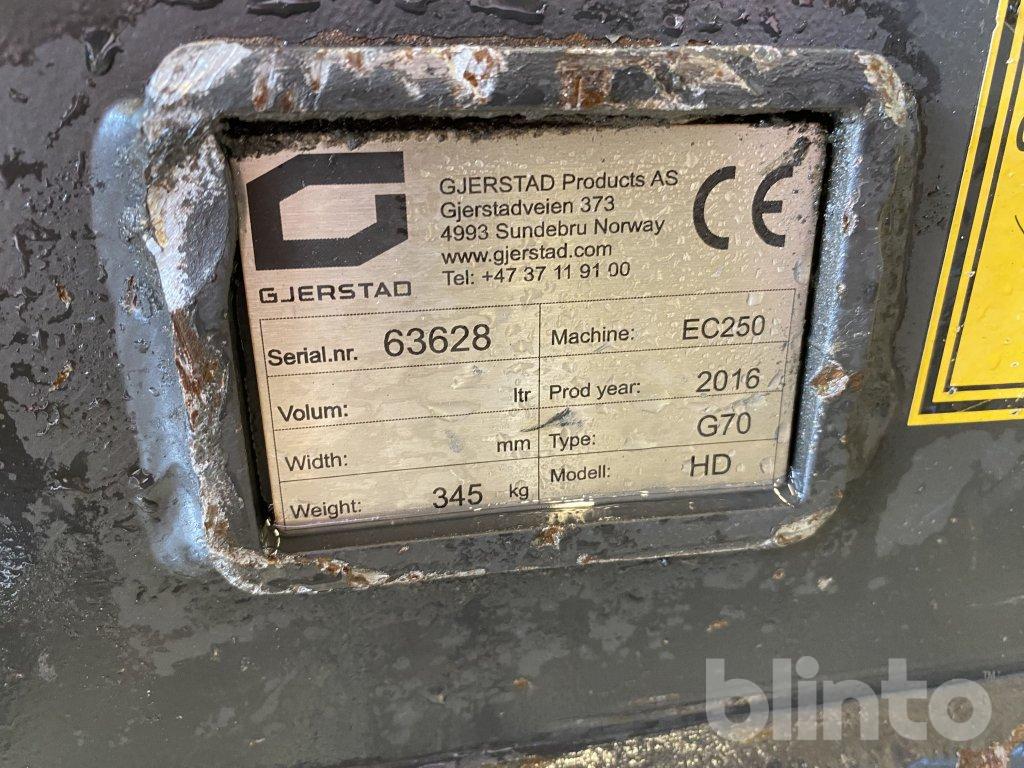 GJERSTAD
GJERSTAD Products AS
Gjerstadveien 373
4993 Sundebru Norway
www.gjerstad.com
Tel: +47 37 11 91 00
CE
Serial.nr. 63628
Machine: EC250
Volum: ltr
Prod year: 2016
Width: mm
Type: G70
Weight: 345 kg
Modell: HD
blinto™